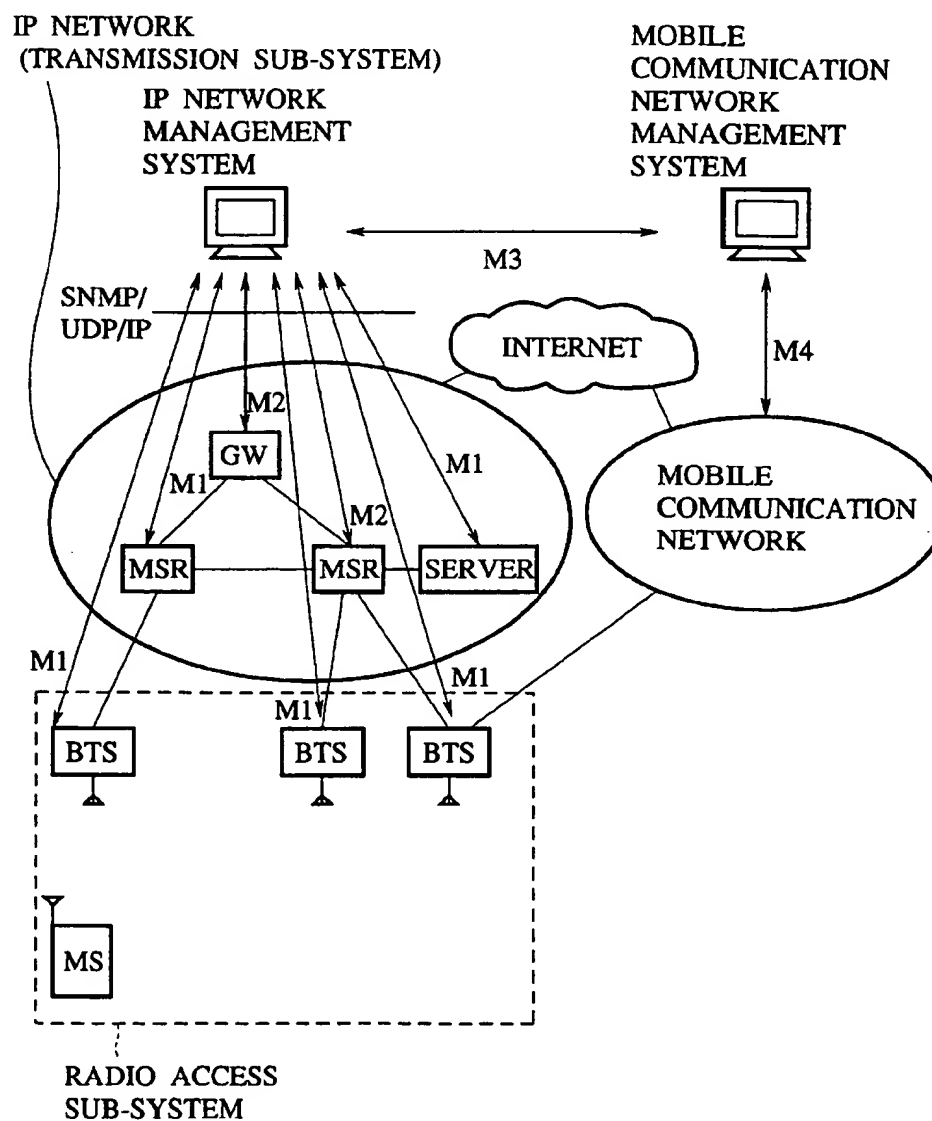 IP NETWORK
(TRANSMISSION SUB-SYSTEM)
IP NETWORK
MANAGEMENT
SYSTEM
MOBILE
COMMUNICATION
NETWORK
MANAGEMENT
SYSTEM
M3
SNMP/
UDP/IP
INTERNET
M4
M2
GW
M1
M1
M2
MOBILE
COMMUNICATION
NETWORK
MSR
MSR
SERVER
M1
M1
M1
BTS
BTS
BTS
MS
RADIO ACCESS
SUB-SYSTEM